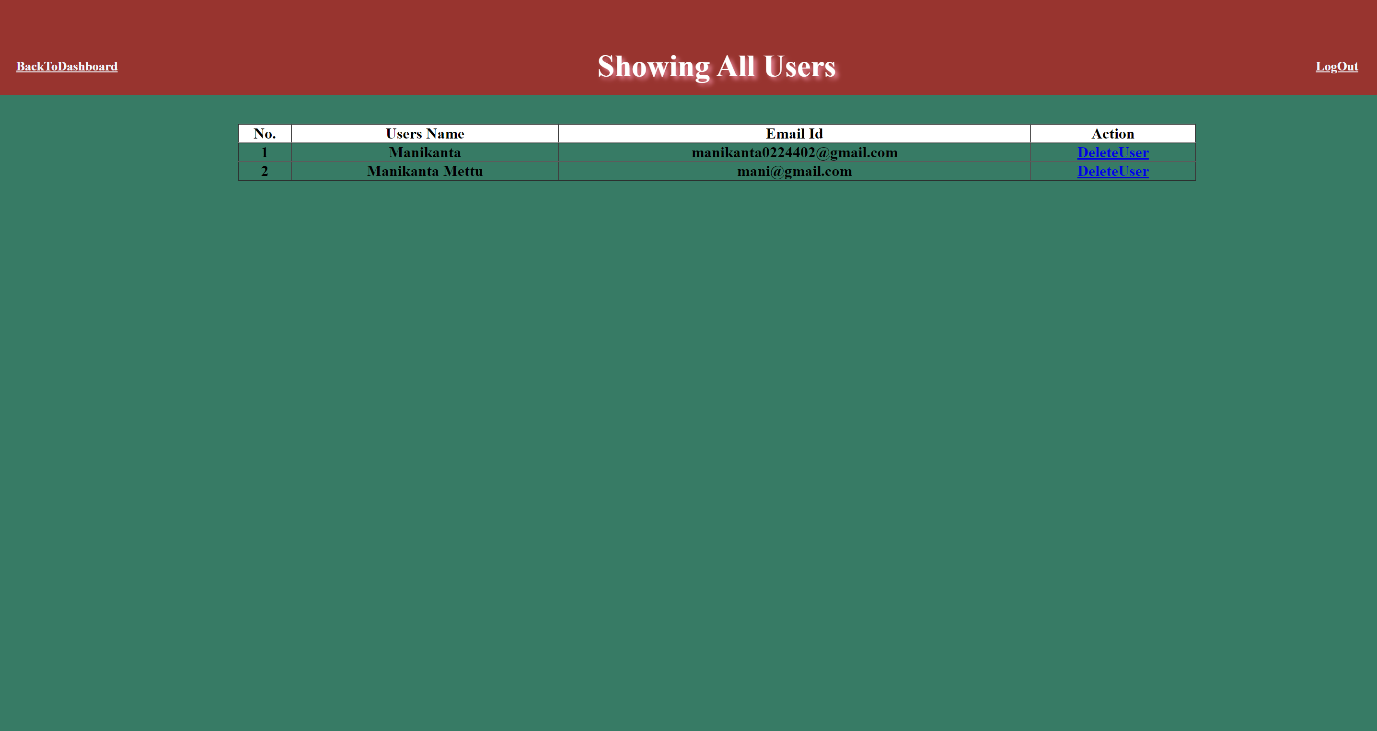 BackToDashboard Showing All Users LogOut
No. Users Name Email Id Action
1 Manikanta manikanta0224402@gmail.com DeleteUser
2 Manikanta Mettu mani@gmail.com DeleteUser